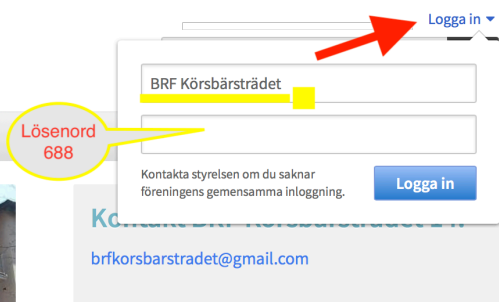 Logga in
BRF Körsbärsträdet
Lösenord
688
Kontakta styrelsen om du saknar
föreningens gemensamma inloggning.
Logga in
brfkorsbarstradet@gmail.com